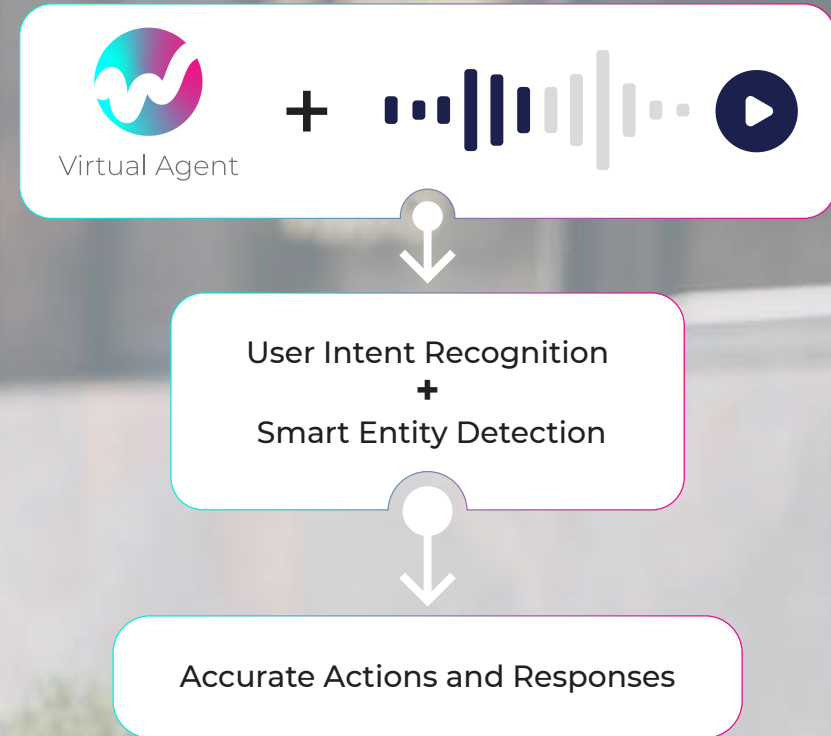 Virtual Agent
+
User Intent Recognition
+
Smart Entity Detection
Accurate Actions and Responses